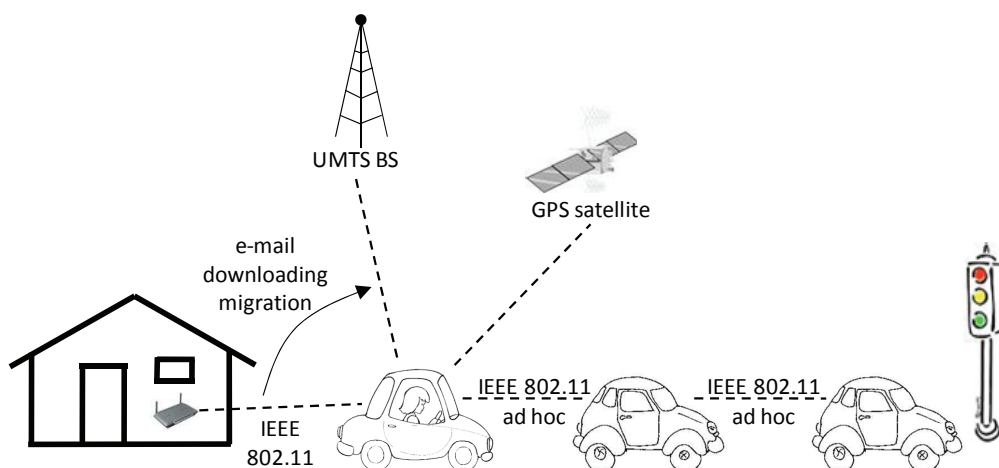 UMTS BS
GPS satellite
e-mail
downloading
migration
IEEE
802.11
IEEE 802.11
ad hoc
IEEE 802.11
ad hoc